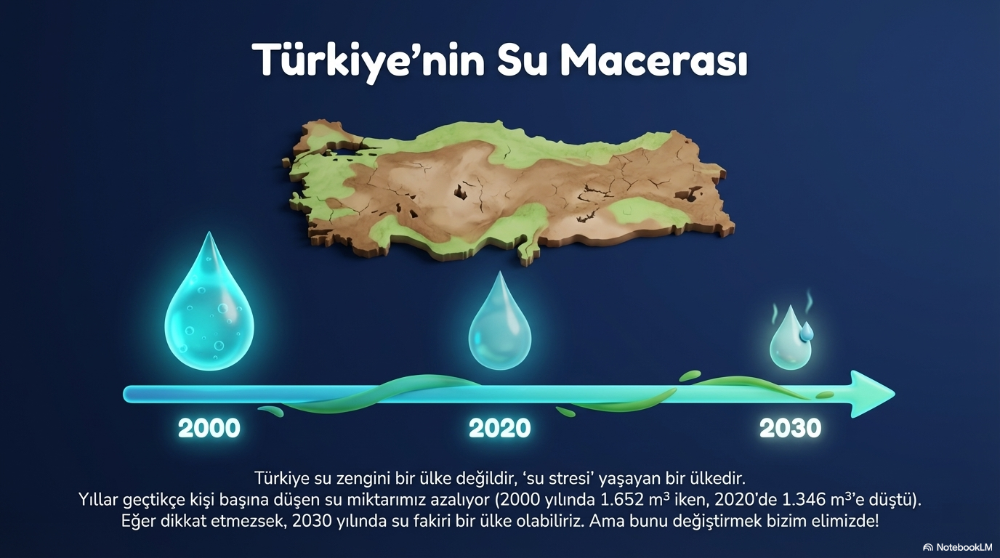 Türkiye’nin Su Macerası
2000
2020
2030
Türkiye su zengini bir ülke değildir, ‘su stresi’ yaşayan bir ülkedir.
Yıllar geçtikçe kişi başına düşen su miktarımız azalıyor (2000 yılında 1.652 m³ iken, 2020’de 1.346 m³’e düştü).
Eğer dikkat etmezsek, 2030 yılında su fakiri bir ülke olabiliriz. Ama bunu değiştirmek bizim elimizde!
NotebookLM